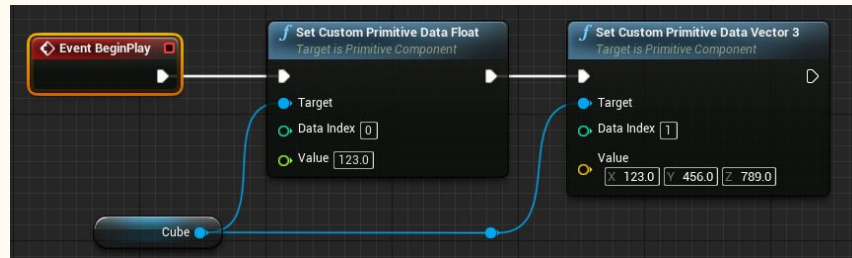 Event BeginPlay
f Set Custom Primitive Data Float
Target is Primitive Component
Target
Data Index 0
Value 123.0
f Set Custom Primitive Data Vector 3
Target is Primitive Component
Target
Data Index 1
Value
X 123.0 Y 456.0 Z 789.0
Cube